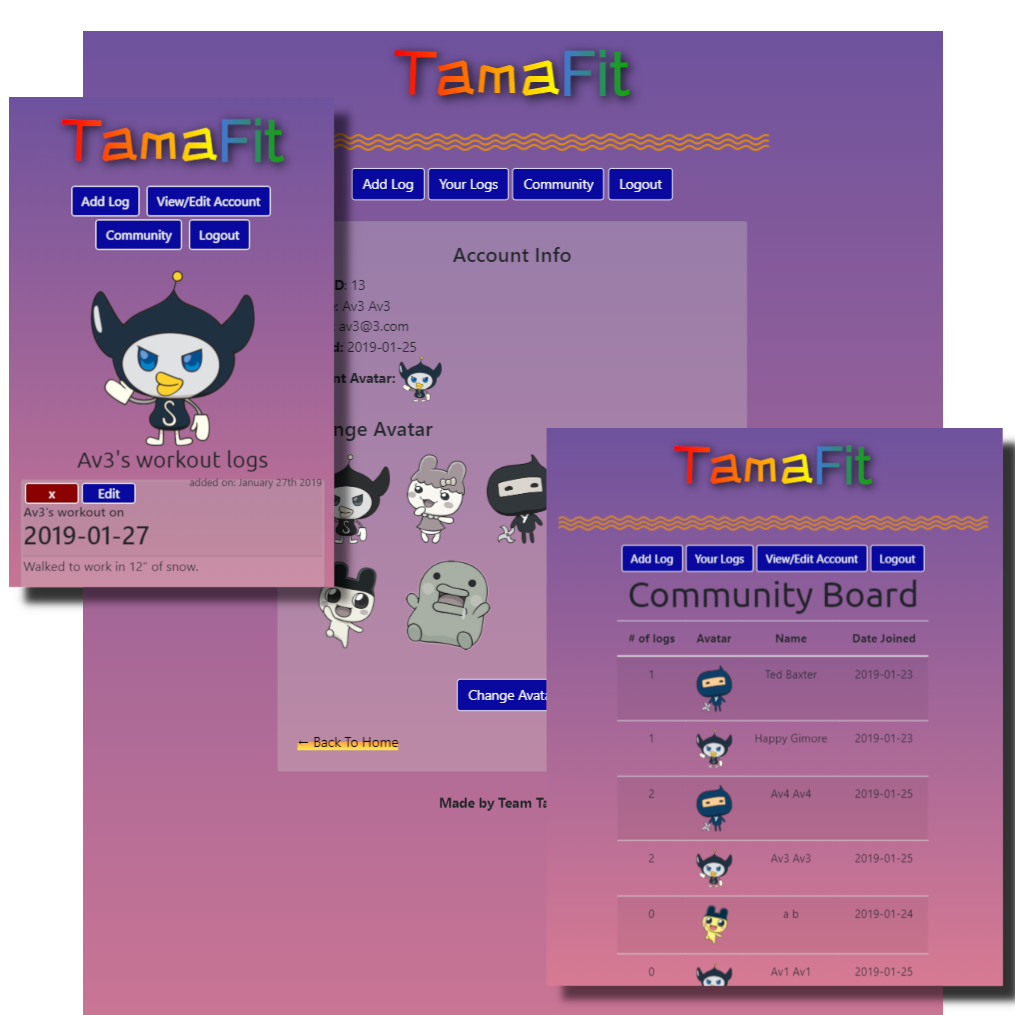 TamaFit
Add Log Your Logs Community Logout
Account Info
D: 13
: Av3 Av3
: av3@3.com
d: 2019-01-25
nt Avatar:
nge Avatar
Change Avata
← Back To Home
Made by Team Ta
TamaFit
Add Log View/Edit Account
Community Logout
S
Av3's workout logs
added on: January 27th 2019
x Edit
Av3's workout on
2019-01-27
Walked to work in 12" of snow.
TamaFit
Add Log Your Logs View/Edit Account Logout
Community Board
# of logs Avatar Name Date Joined
1 Ted Baxter 2019-01-23
1 Happy Gimore 2019-01-23
2 Av4 Av4 2019-01-25
2 Av3 Av3 2019-01-25
0 a b 2019-01-24
0 Av1 Av1 2019-01-25